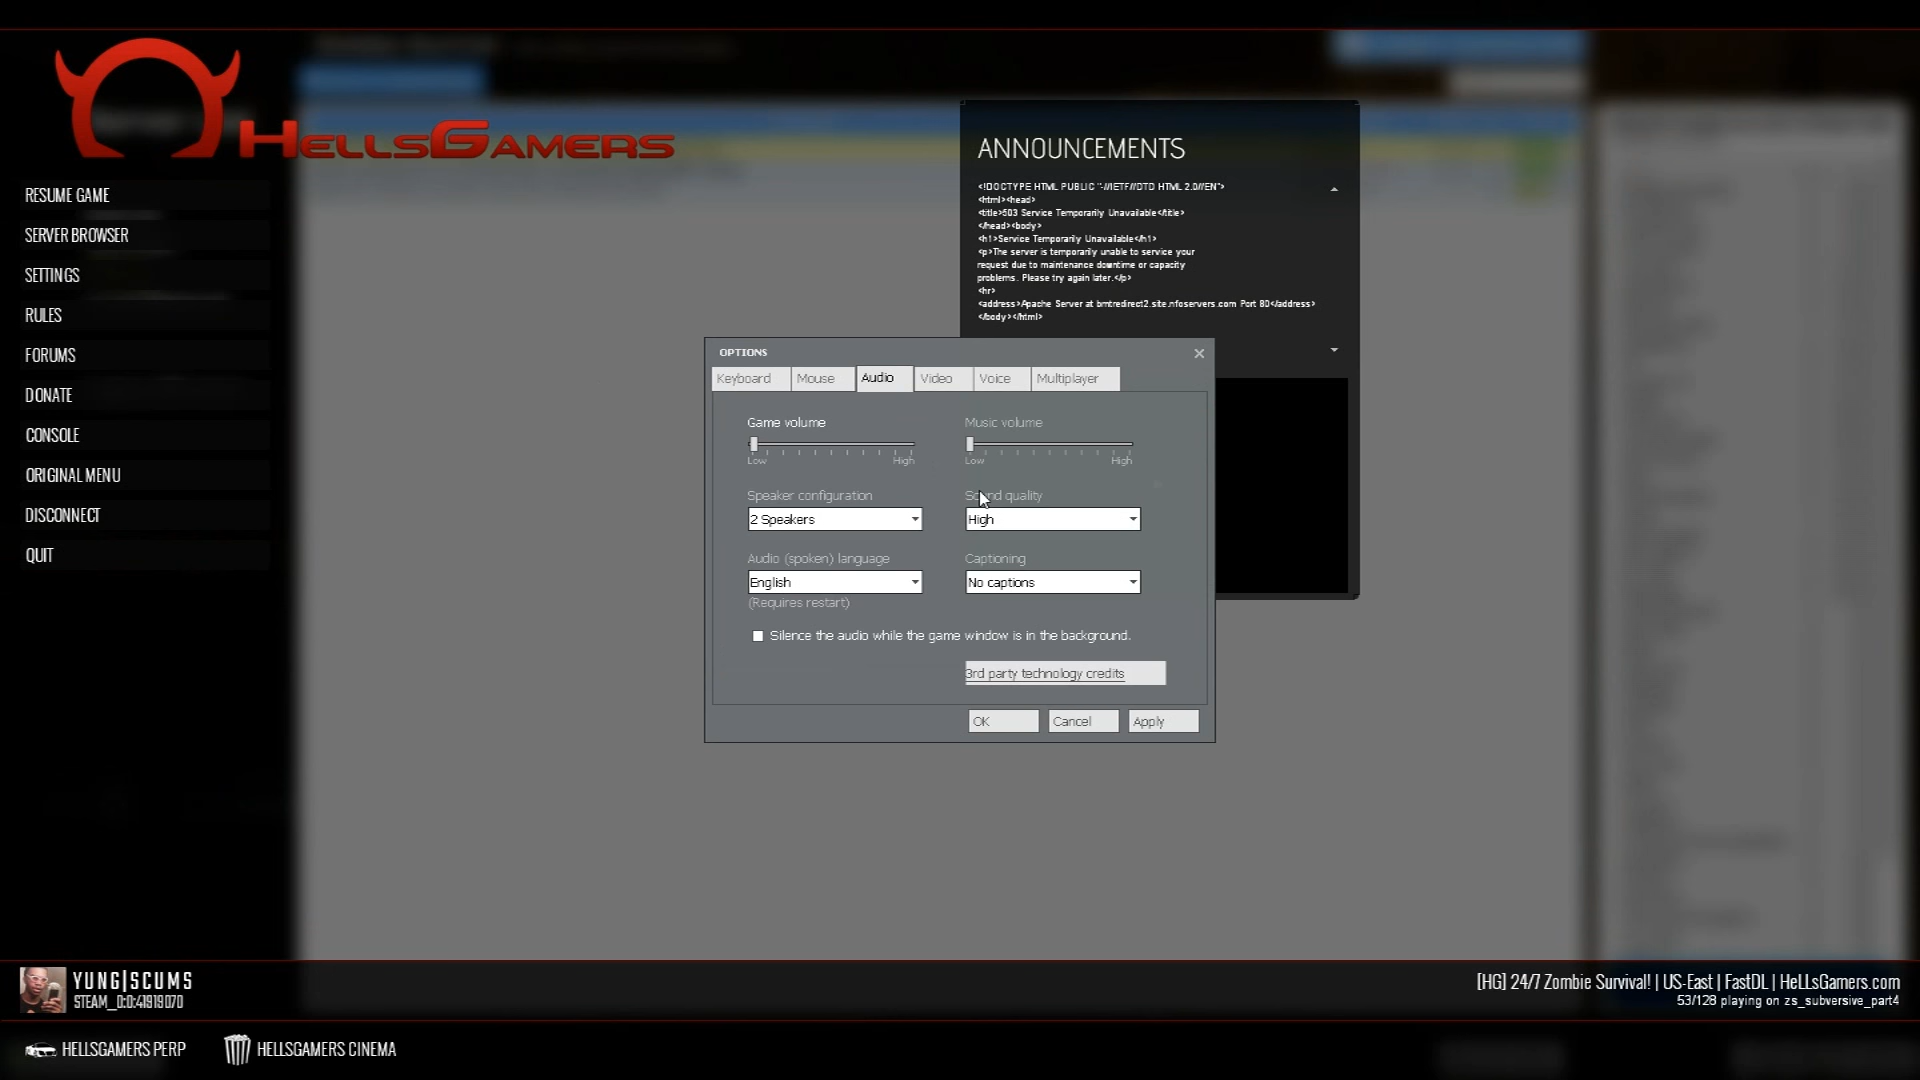 HELLSGAMERS
RESUME GAME
SERVER BROWSER
SETTINGS
RULES
FORUMS
DONATE
CONSOLE
ORIGINAL MENU
DISCONNECT
QUIT
ANNOUNCEMENTS
<!DOCTYPE HTML PUBLIC "-//IETF//DTD HTML 2.0//EN">
<html><head>
<title>503 Service Temporarily Unavailable</title>
</head><body>
<h1>Service Temporarily Unavailable</h1>
<p>The server is temporarily unable to service your
request due to maintenance downtime or capacity
problems. Please try again later.</p>
<hr>
<address>Apache Server at bmtredirect2.site.nfoservers.com Port 80</address>
</body></html>
OPTIONS
Keyboard Mouse Audio Video Voice Multiplayer
Game volume Music volume
Low High Low High
Speaker configuration Sound quality
2 Speakers High
Audio (spoken) language Captioning
English No captions
(Requires restart)
Silence the audio while the game window is in the background.
3rd party technology credits
OK Cancel Apply
YUNG|SCUMS
STEAM_0:0:41919070
[HG] 24/7 Zombie Survival! | US-East | FastDL | HeLLsGamers.com
53/128 playing on zs_subversive_part4
HELLSGAMERS PERP HELLSGAMERS CINEMA